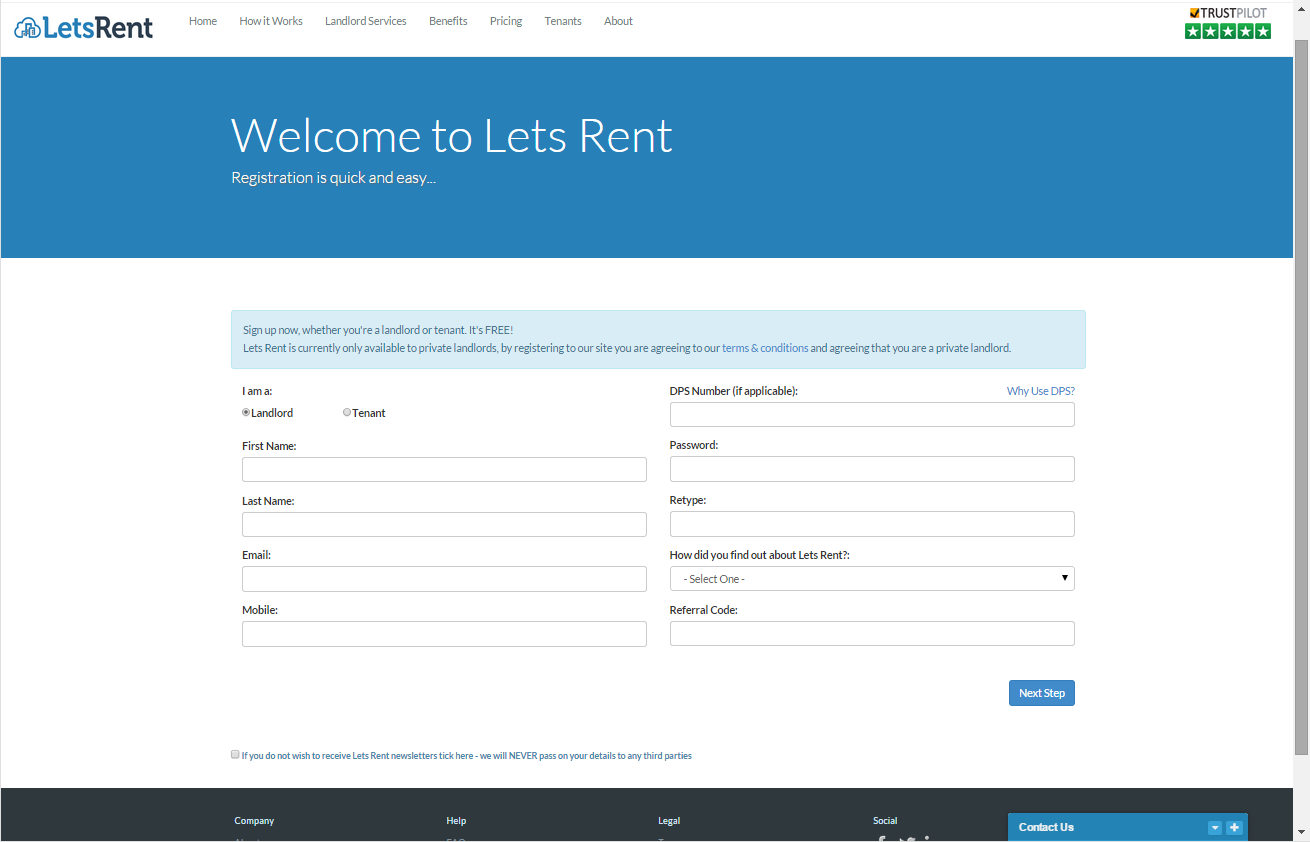 LetsRent
Home How it Works Landlord Services Benefits Pricing Tenants About
TRUSTPILOT
Welcome to Lets Rent
Registration is quick and easy...
Sign up now, whether you're a landlord or tenant. It's FREE!
Lets Rent is currently only available to private landlords, by registering to our site you are agreeing to our terms & conditions and agreeing that you are a private landlord.
I am a:
Landlord Tenant
First Name:
Last Name:
Email:
Mobile:
DPS Number (if applicable): Why Use DPS?
Password:
Retype:
How did you find out about Lets Rent?:
- Select One -
Referral Code:
Next Step
If you do not wish to receive Lets Rent newsletters tick here - we will NEVER pass on your details to any third parties
Company Help Legal Social
Contact Us